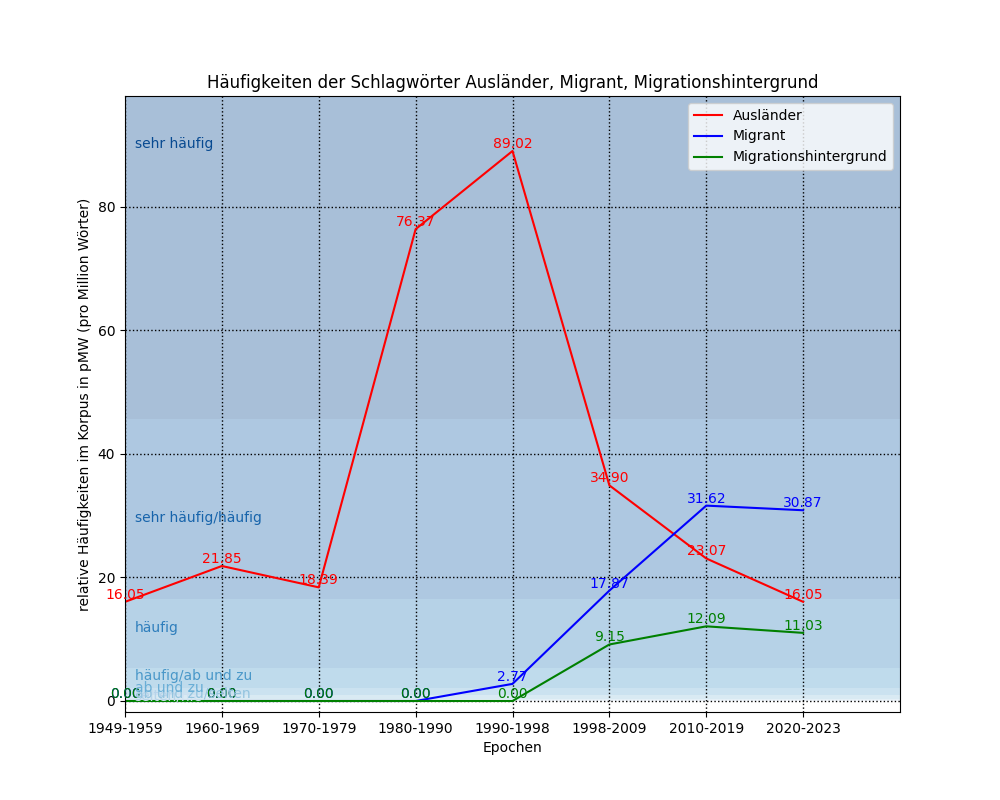 Häufigkeiten der Schlagwörter Ausländer, Migrant, Migrationshintergrund
Ausländer
Migrant
Migrationshintergrund
relative Häufigkeiten im Korpus in pMW (pro Million Wörter)
80
60
40
20
0
sehr häufig
sehr häufig/häufig
häufig
häufig/ab und zu
ab und zu
16.05
21.85
18.39
76.37
89.02
34.90
23.07
16.05
0.00
0.00
0.00
0.00
2.77
17.87
31.62
30.87
0.00
9.15
12.09
11.03
1949-1959 1960-1969 1970-1979 1980-1990 1990-1998 1998-2009 2010-2019 2020-2023
Epochen